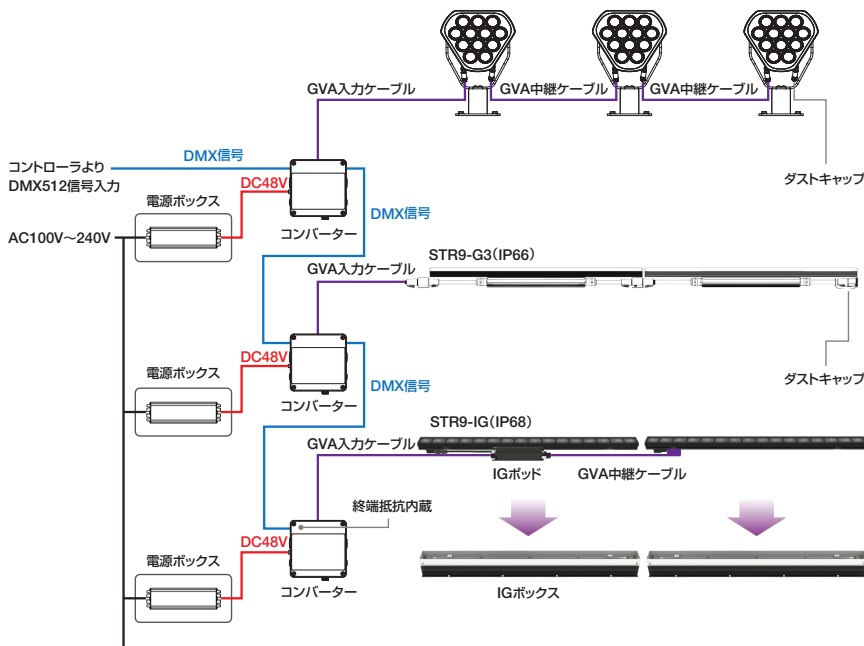 GVA入力ケーブル
GVA中継ケーブル
GVA中継ケーブル
コントローラより
DMX512信号入力
DMX信号
ダストキャップ
電源ボックス
DC48V
コンバーター
DMX信号
AC100V～240V
GVA入力ケーブル
STR9-G3（IP66）
電源ボックス
DC48V
コンバーター
DMX信号
ダストキャップ
STR9-IG（IP68）
GVA入力ケーブル
IGポッド
GVA中継ケーブル
終端抵抗内蔵
電源ボックス
DC48V
コンバーター
IGボックス